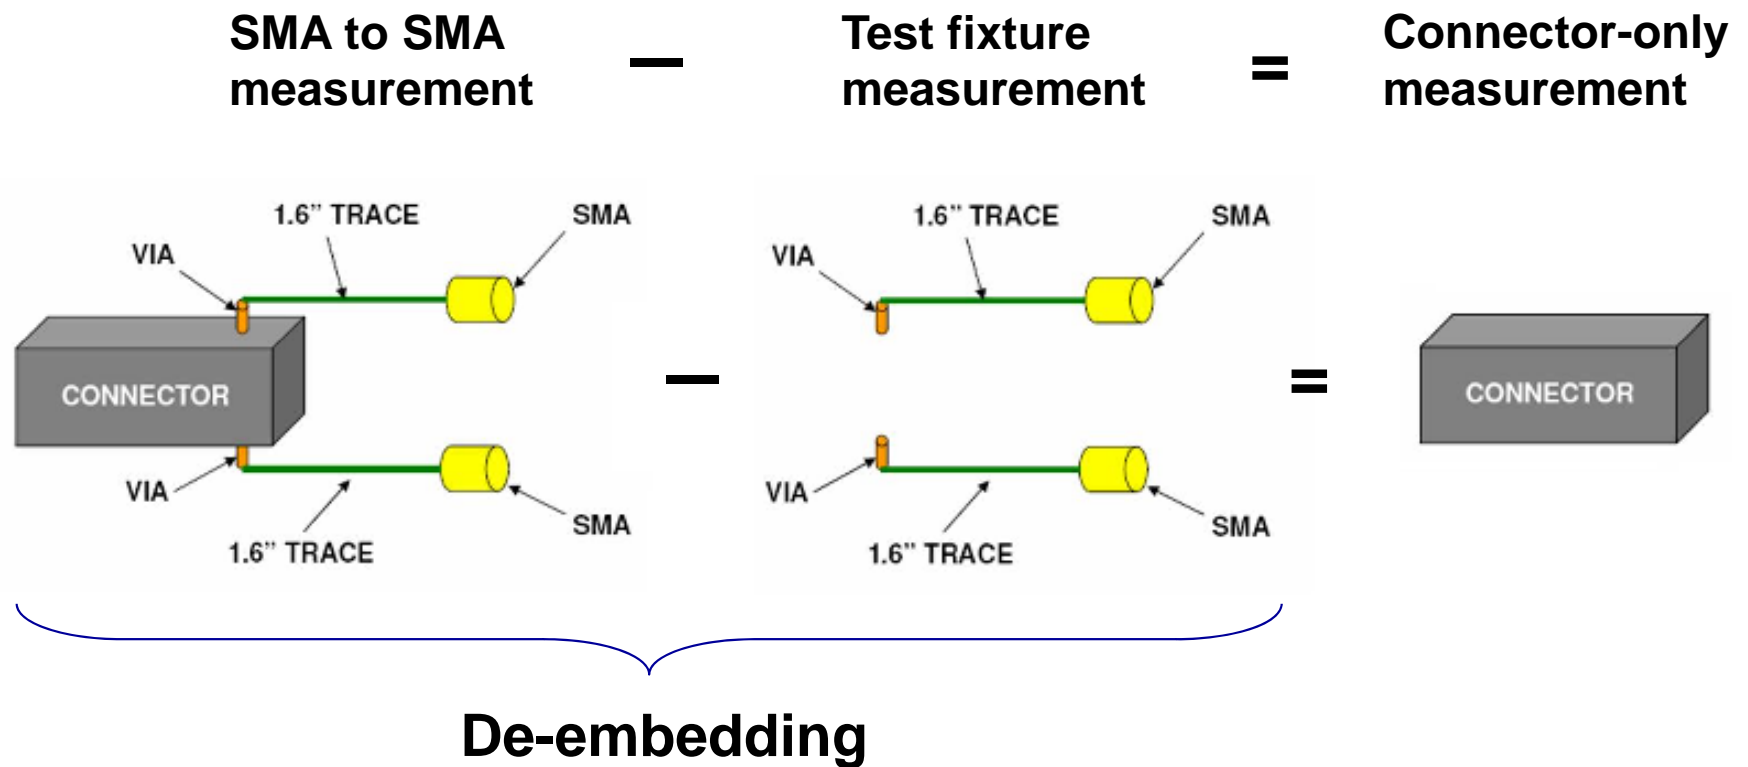 SMA to SMA
measurement
–
Test fixture
measurement
=
Connector-only
measurement
1.6” TRACE
SMA
VIA
CONNECTOR
VIA
SMA
1.6” TRACE
–
1.6” TRACE
SMA
VIA
VIA
SMA
1.6” TRACE
=
CONNECTOR
De-embedding